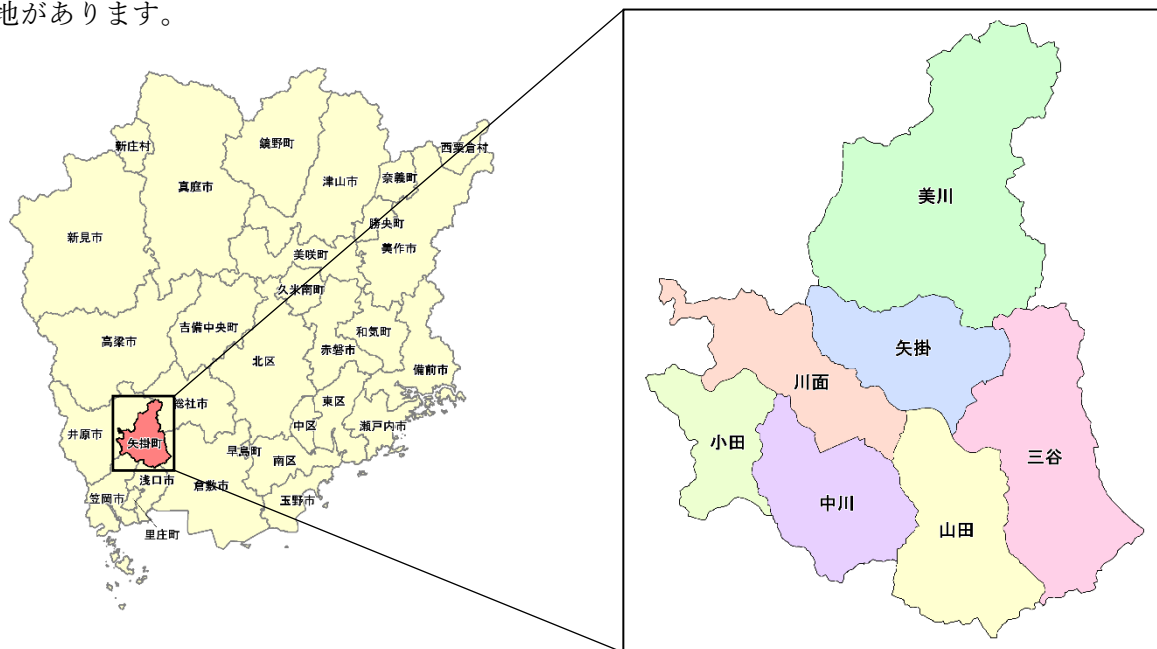 地があります。
新庄村
鏡野町
西粟倉村
真庭市
津山市
奈義町
新見市
勝央町
美作市
美咲町
久米南町
吉備中央町
和気町
高梁市
北区
赤磐市
備前市
総社市
東区
井原市
矢掛町
中区
瀬戸内市
早島町
南区
浅口市
倉敷市
笠岡市
玉野市
里庄町
美川
矢掛
川面
小田
三谷
中川
山田